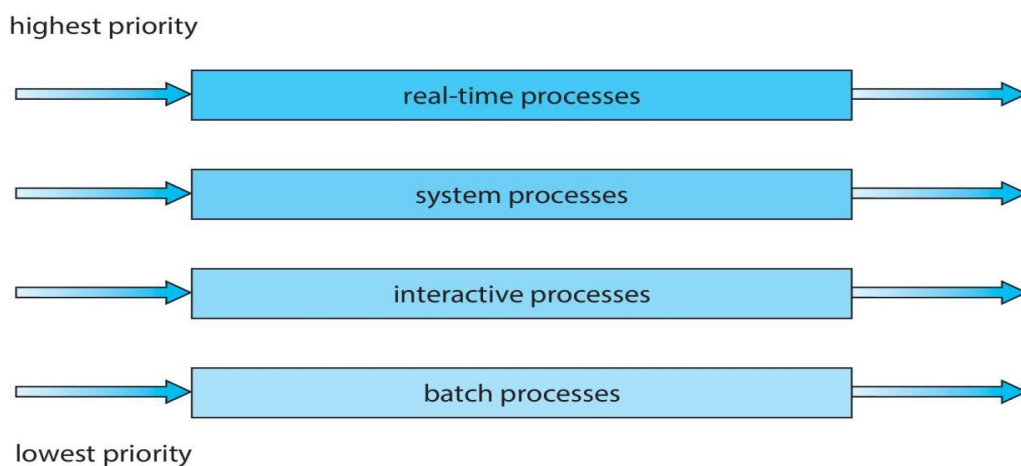 highest priority
real-time processes
system processes
interactive processes
batch processes
lowest priority